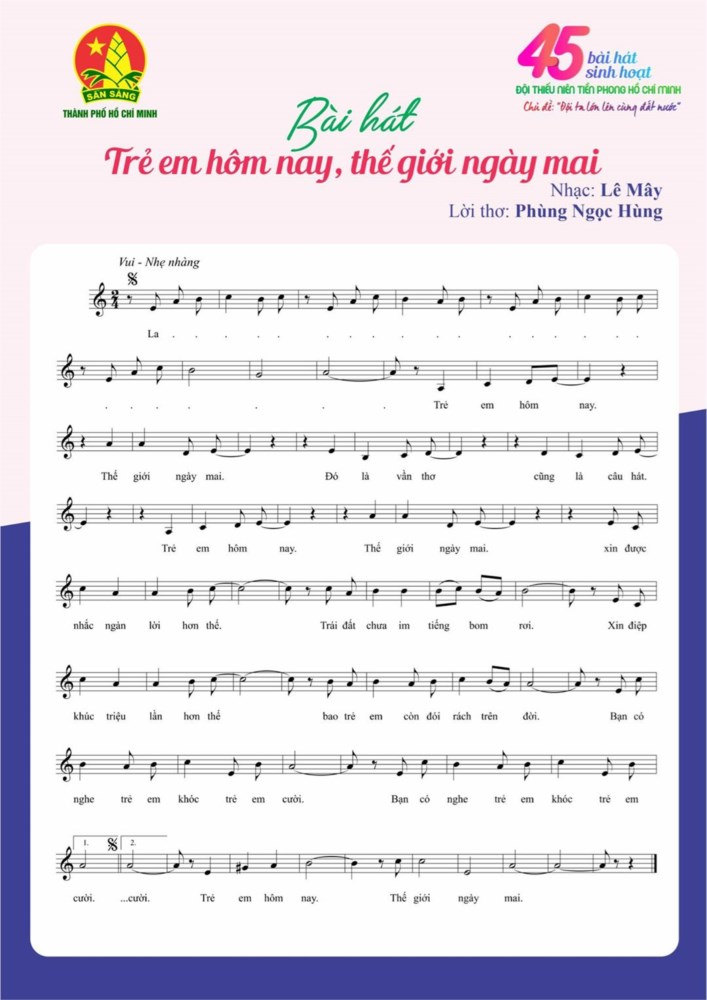 SẴN SÀNG
THÀNH PHỐ HỒ CHÍ MINH
45 bài hát
sinh hoạt
ĐỘI THIẾU NIÊN TIỀN PHONG HỒ CHÍ MINH
Chủ đề: "Đội ta lớn lên cùng đất nước"
Bài hát
Trẻ em hôm nay, thế giới ngày mai
Nhạc: Lê Mây
Lời thơ: Phùng Ngọc Hùng
Vui - Nhẹ nhàng
2
4
La . . . . . . . . . . . . . .
. . . . . . Trẻ em hôm nay.
Thế giới ngày mai. Đó là vần thơ cũng là câu hát.
Trẻ em hôm nay. Thế giới ngày mai. xin được
nhắc ngàn lời hơn thế. Trái đất chưa im tiếng bom rơi. Xin điệp
khúc triệu lần hơn thế bao trẻ em còn đói rách trên đời. Bạn có
nghe trẻ em khóc trẻ em cười. Bạn có nghe trẻ em khóc trẻ em
1. 2.
cười. ...cười. Trẻ em hôm nay. Thế giới ngày mai.